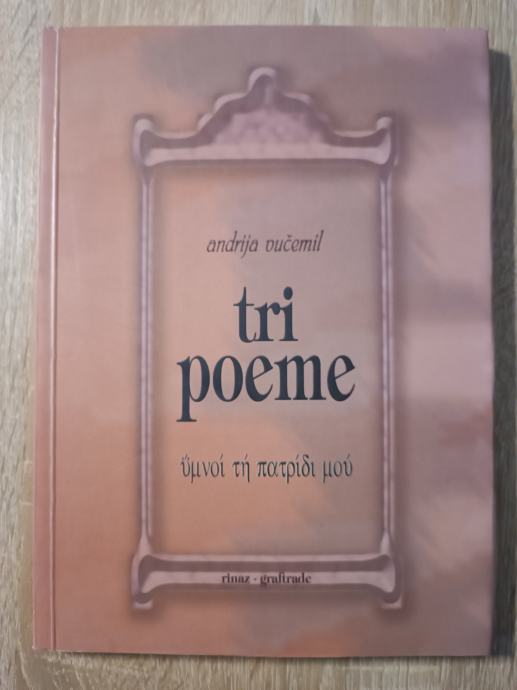 andrija vučemil
tri
poeme
ὕμνοί τή πατρίδι μού
rinaz - graftrade